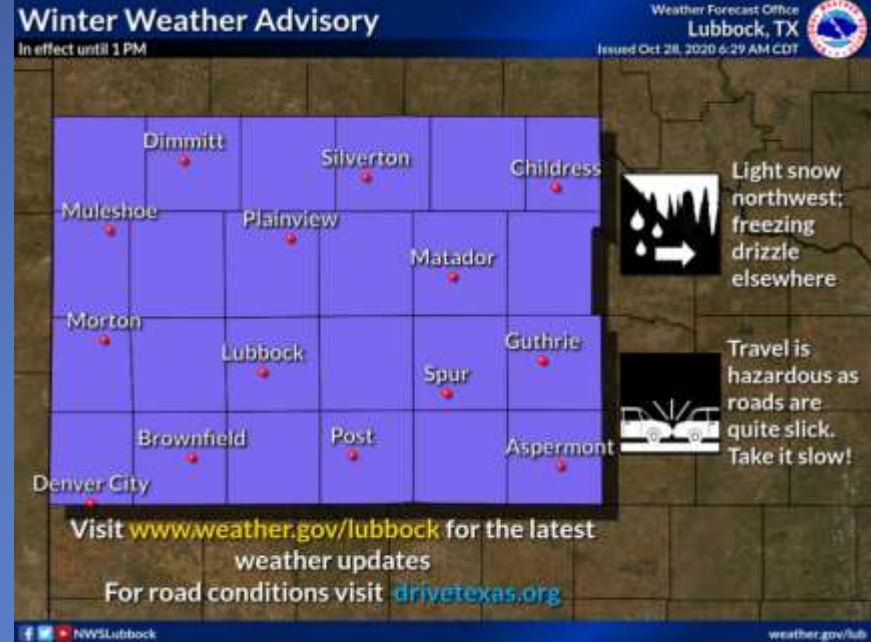 Winter Weather Advisory
In effect until 1 PM
Weather Forecast Office
Lubbock, TX
Issued Oct 28, 2020 6:29 AM CDT
Dimmitt
Silverton
Childress
Muleshoe
Plainview
Matador
Morton
Lubbock
Guthrie
Spur
Brownfield
Post
Aspermont
Denver City
Light snow
northwest;
freezing
drizzle
elsewhere
Travel is
hazardous as
roads are
quite slick.
Take it slow!
Visit www.weather.gov/lubbock for the latest
weather updates
For road conditions visit drivetexas.org
NWSLubbock
weather.gov/lub